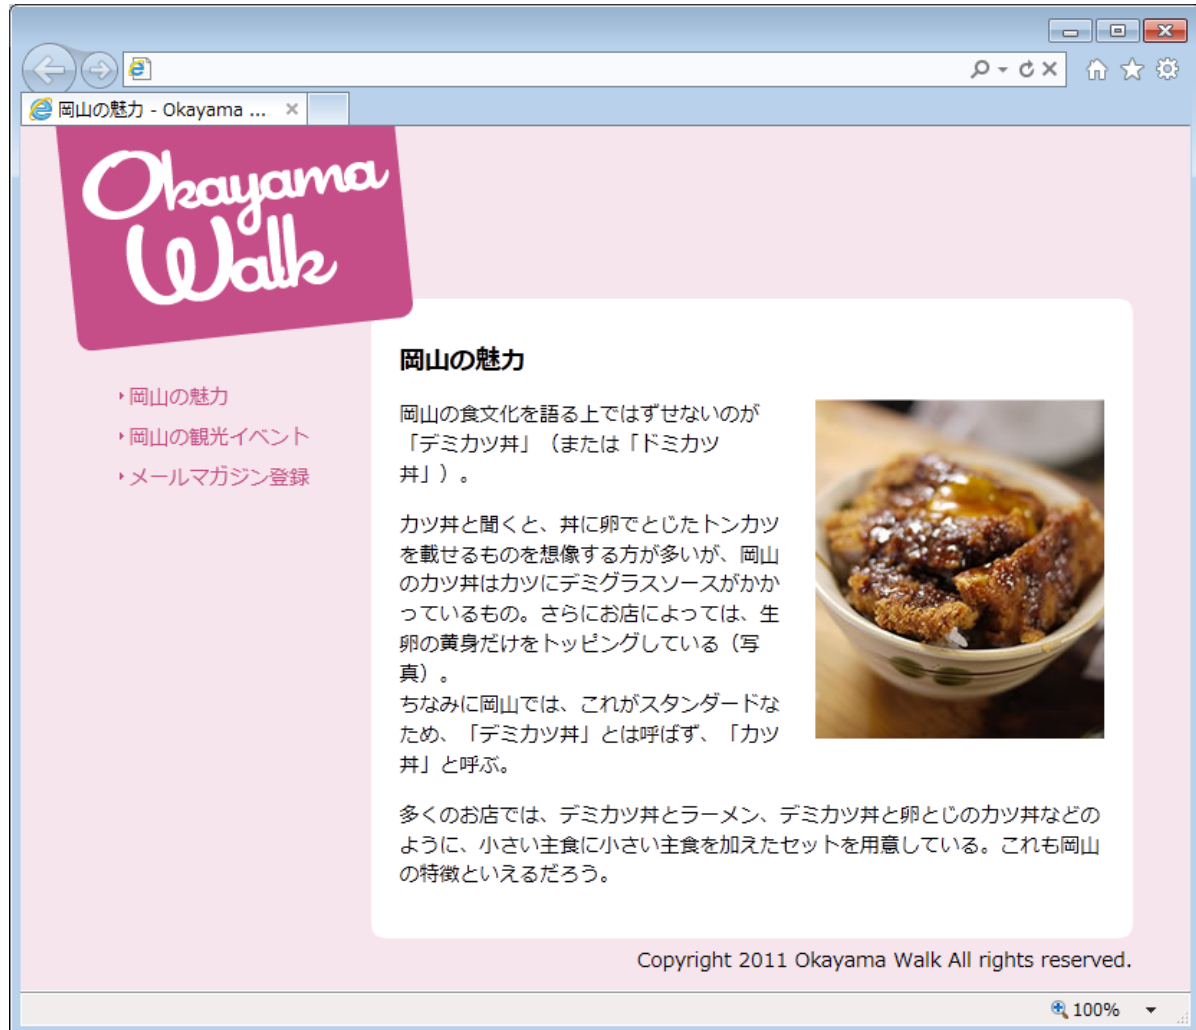 岡山の魅力 - Okayama ...
Okayama
Walk
岡山の魅力
岡山の観光イベント
メールマガジン登録
岡山の魅力
岡山の食文化を語る上ではずせないのが
「デミカツ丼」（または「ドミカツ
丼」）。
カツ丼と聞くと、丼に卵でとじたトンカツ
を載せるものを想像する方が多いが、岡山
のカツ丼はカツにデミグラスソースがかか
っているもの。さらにお店によっては、生
卵の黄身だけをトッピングしている（写
真）。
ちなみに岡山では、これがスタンダードな
ため、「デミカツ丼」とは呼ばず、「カツ
丼」と呼ぶ。
多くのお店では、デミカツ丼とラーメン、デミカツ丼と卵とじのカツ丼などの
ように、小さい主食に小さい主食を加えたセットを用意している。これも岡山
の特徴といえるだろう。
Copyright 2011 Okayama Walk All rights reserved.
100%